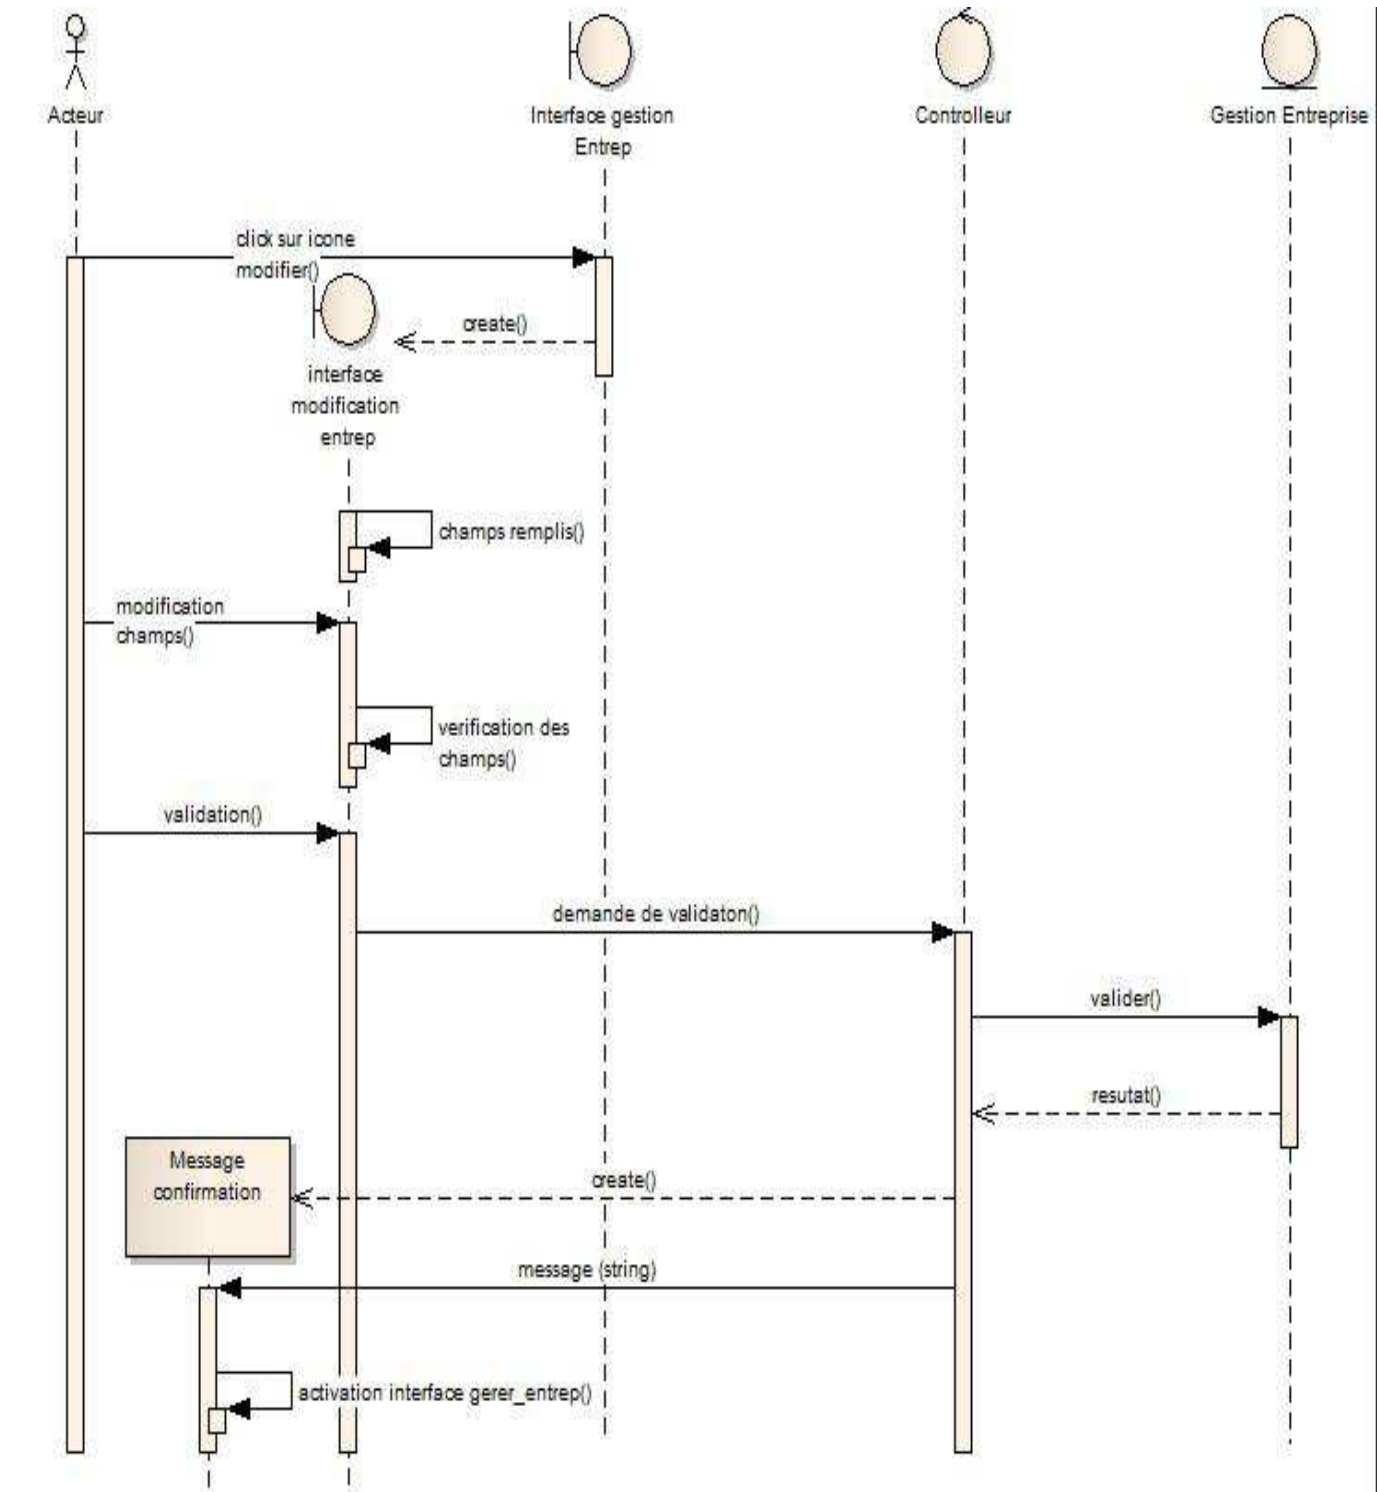 Acteur
Interface gestion
Entrep
Controlleur
Gestion Entreprise
click sur icone
modifier()
create()
interface
modification
entrep
champs remplis()
modification
champs()
verification des
champs()
validation()
demande de validaton()
valider()
resutat()
Message
confirmation
create()
message (string)
activation interface gerer_entrep()